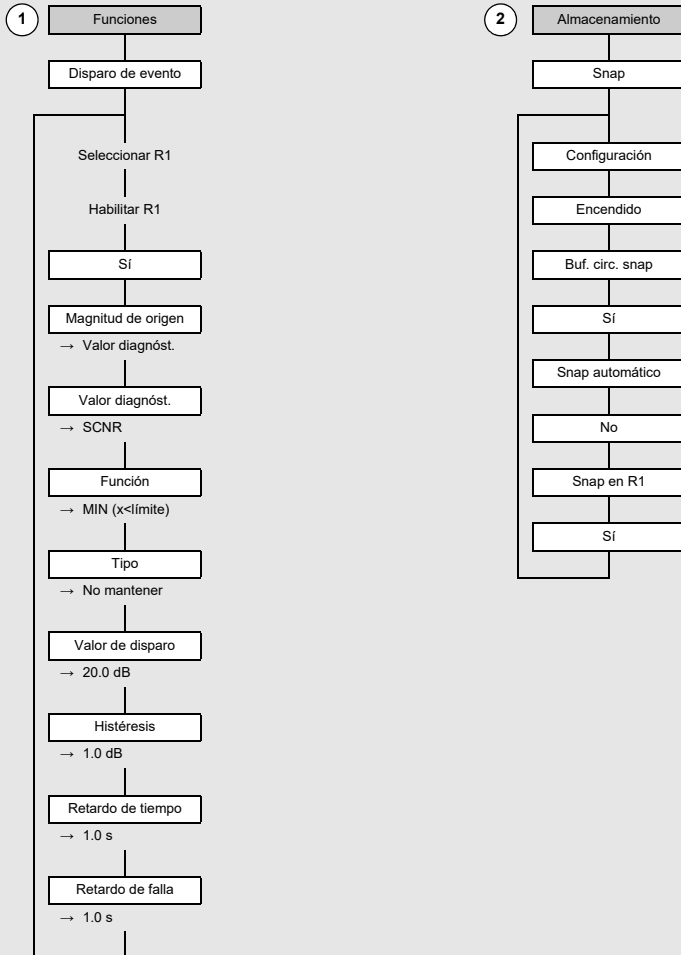 1
Funciones
Disparo de evento
Seleccionar R1
Habilitar R1
Sí
Magnitud de origen
→ Valor diagnóst.
Valor diagnóst.
→ SCNR
Función
→ MIN (x<límite)
Tipo
→ No mantener
Valor de disparo
→ 20.0 dB
Histéresis
→ 1.0 dB
Retardo de tiempo
→ 1.0 s
Retardo de falla
→ 1.0 s
2
Almacenamiento
Snap
Configuración
Encendido
Buf. circ. snap
Sí
Snap automático
No
Snap en R1
Sí